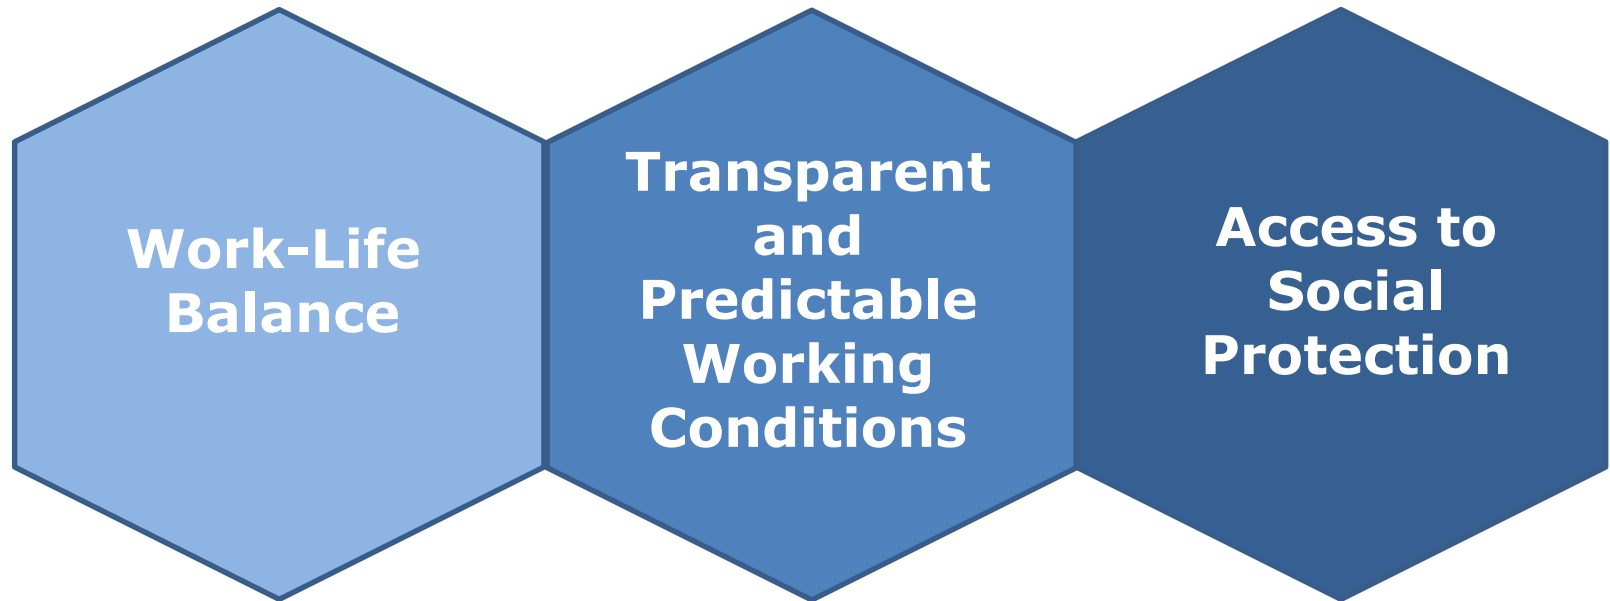 Work-Life
Balance
Transparent
and
Predictable
Working
Conditions
Access to
Social
Protection